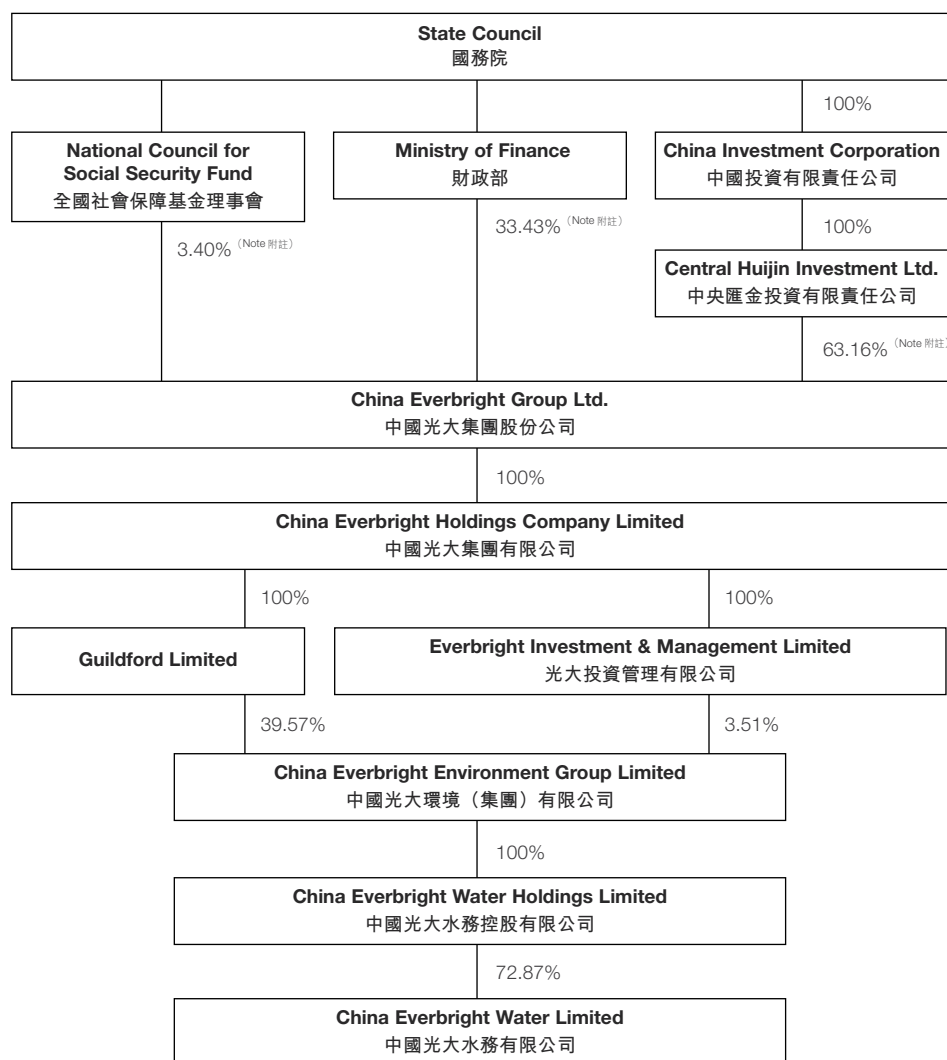 State Council
國務院
100%
National Council for
Social Security Fund
全國社會保障基金理事會
Ministry of Finance
財政部
China Investment Corporation
中國投資有限責任公司
3.40%（Note 附註）
33.43%（Note 附註）
100%
Central Huijin Investment Ltd.
中央匯金投資有限責任公司
63.16%（Note 附註）
China Everbright Group Ltd.
中國光大集團股份公司
100%
China Everbright Holdings Company Limited
中國光大集團有限公司
100%
100%
Guildford Limited
Everbright Investment & Management Limited
光大投資管理有限公司
39.57%
3.51%
China Everbright Environment Group Limited
中國光大環境（集團）有限公司
100%
China Everbright Water Holdings Limited
中國光大水務控股有限公司
72.87%
China Everbright Water Limited
中國光大水務有限公司